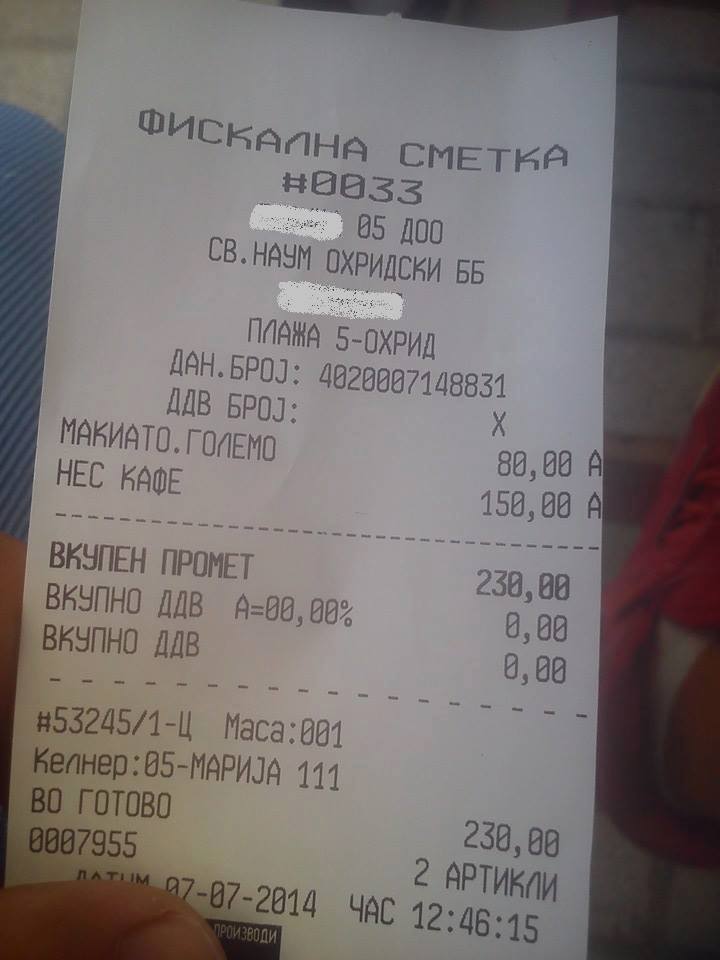 ФИСКАЛНА СМЕТКА
#0033
05 ДОО
СВ.НАУМ ОХРИДСКИ ББ
ПЛАЖА 5-ОХРИД
ДАН.БРОЈ: 4020007148831
ДДВ БРОЈ: X
МАКИАТО.ГОЛЕМО 80,00 А
НЕС КАФЕ 150,00 А
ВКУПЕН ПРОМЕТ 230,00
ВКУПНО ДДВ А=00,00% 0,00
ВКУПНО ДДВ 0,00
#53245/1-Ц Маса:001
Келнер:05-МАРИЈА 111
ВО ГОТОВО 230,00
0007955 2 АРТИКЛИ
ДАТУМ 07-07-2014 ЧАС 12:46:15
ПРОИЗВОДИ